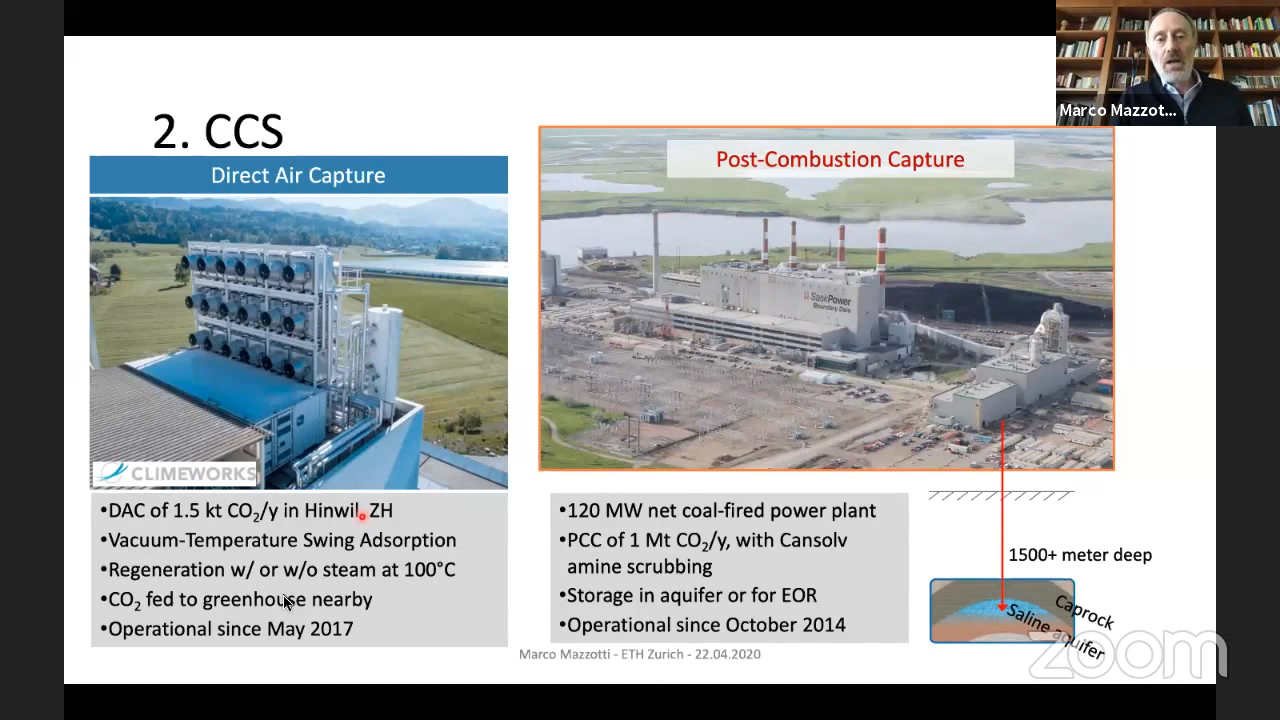 Marco Mazzot...
2. CCS
Direct Air Capture
CLIMEWORKS
•DAC of 1.5 kt CO₂/y in Hinwil, ZH
•Vacuum-Temperature Swing Adsorption
•Regeneration w/ or w/o steam at 100°C
•CO₂ fed to greenhouse nearby
•Operational since May 2017
Post-Combustion Capture
SaskPower
Boundary Dam
•120 MW net coal-fired power plant
•PCC of 1 Mt CO₂/y, with Cansolv
amine scrubbing
•Storage in aquifer or for EOR
•Operational since October 2014
1500+ meter deep
Caprock
Saline aquifer
Marco Mazzotti - ETH Zurich - 22.04.2020
zoom